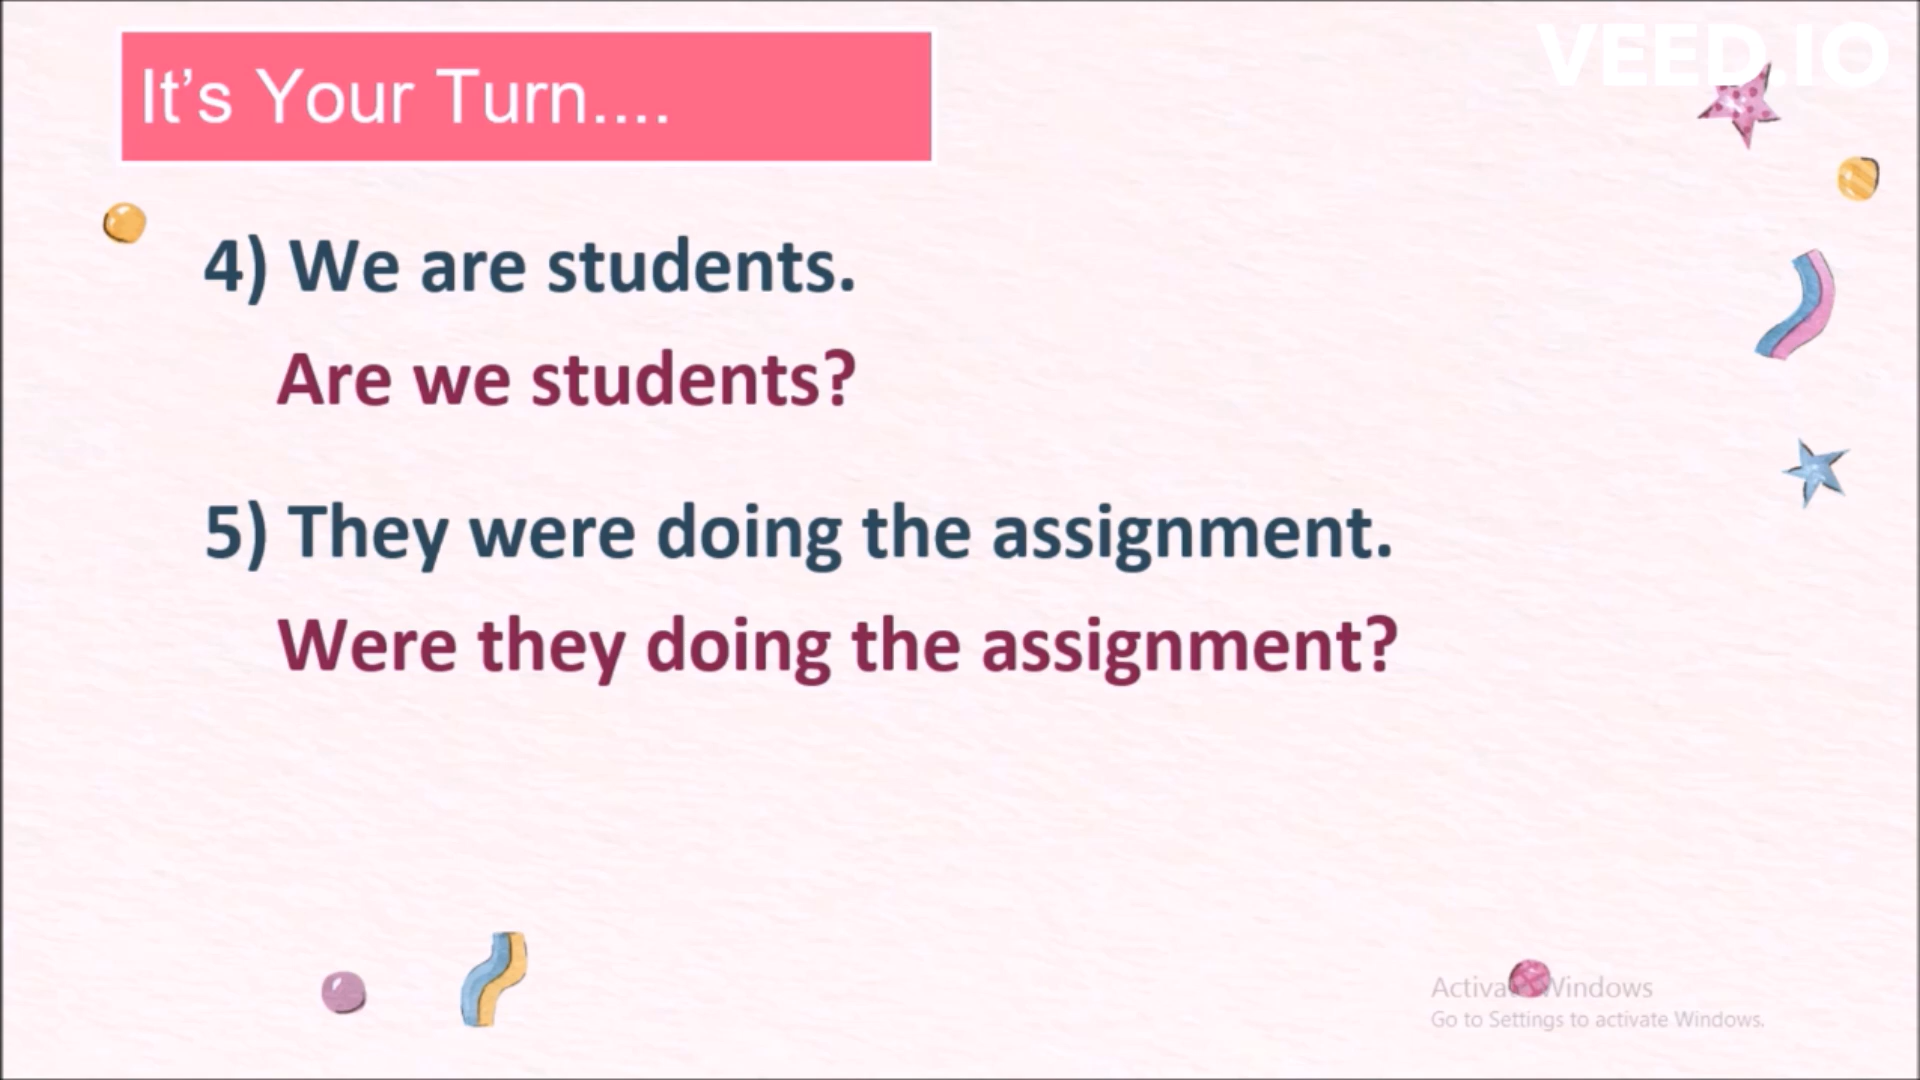 VEED.IO
It’s Your Turn....
4) We are students.
Are we students?
5) They were doing the assignment.
Were they doing the assignment?
Activate Windows
Go to Settings to activate Windows.